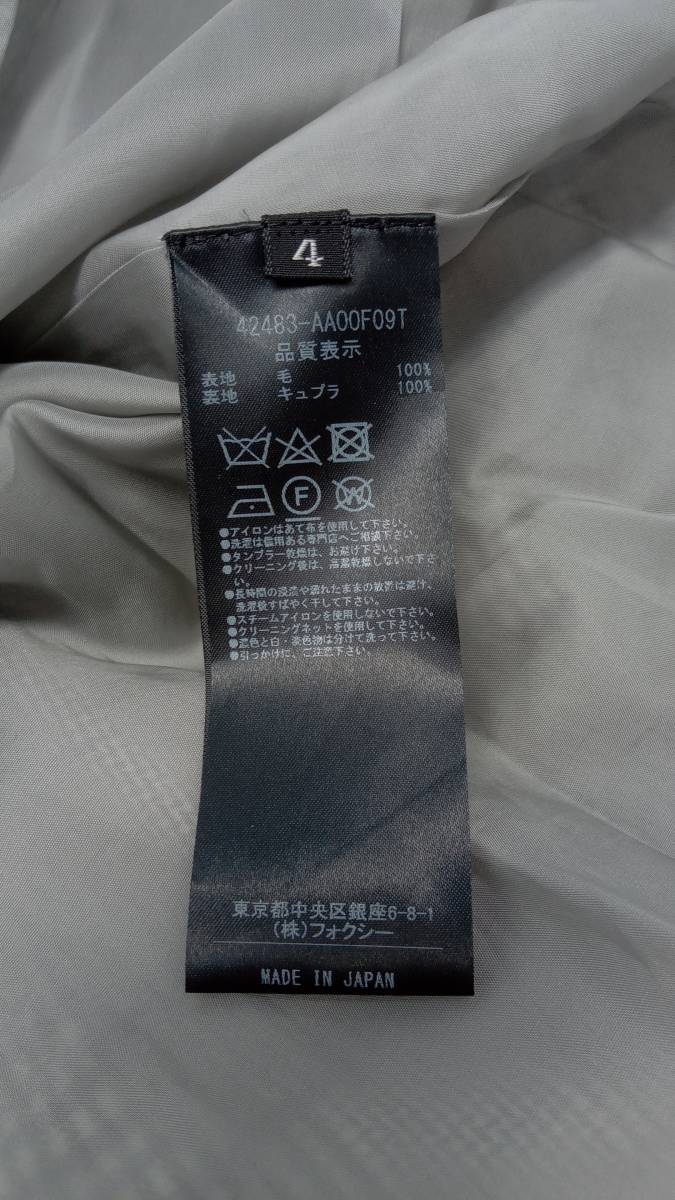 4
42483-AA00F09T
品質表示
表地 毛 100%
裏地 キュプラ 100%
F W
●アイロンはあて布を使用して下さい。
●洗濯は信用ある専門店へご相談下さい。
●タンブラー乾燥は、お避け下さい。
●クリーニング後は、高温乾燥しないで下さ
い。
●長時間の浸漬や濡れたままの放置は避け、
洗濯後すばやく干して下さい。
●スチームアイロンを使用しないで下さい。
●クリーニングネットを使用して下さい。
●濃色と白・淡色物は分けて洗って下さい。
●引っかけに、ご注意下さい。
東京都中央区銀座6-8-1
(株)フォクシー
MADE IN JAPAN